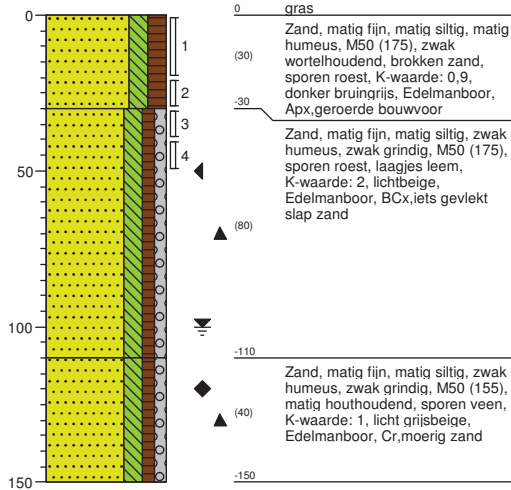 0
50
100
150
1
2
3
4
0
gras
(30)
Zand, matig fijn, matig siltig, matig
humeus, M50 (175), zwak
wortelhoudend, brokken zand,
sporen roest, K-waarde: 0,9,
donker bruingrijs, Edelmanboor,
Apx,geroerde bouwvoor
-30
(80)
Zand, matig fijn, matig siltig, zwak
humeus, zwak grindig, M50 (175),
sporen roest, laagjes leem,
K-waarde: 2, lichtbeige,
Edelmanboor, BCx,iets gevlekt
slap zand
-110
(40)
Zand, matig fijn, matig siltig, zwak
humeus, zwak grindig, M50 (155),
matig houthoudend, sporen veen,
K-waarde: 1, licht grijsbeige,
Edelmanboor, Cr,moerig zand
-150